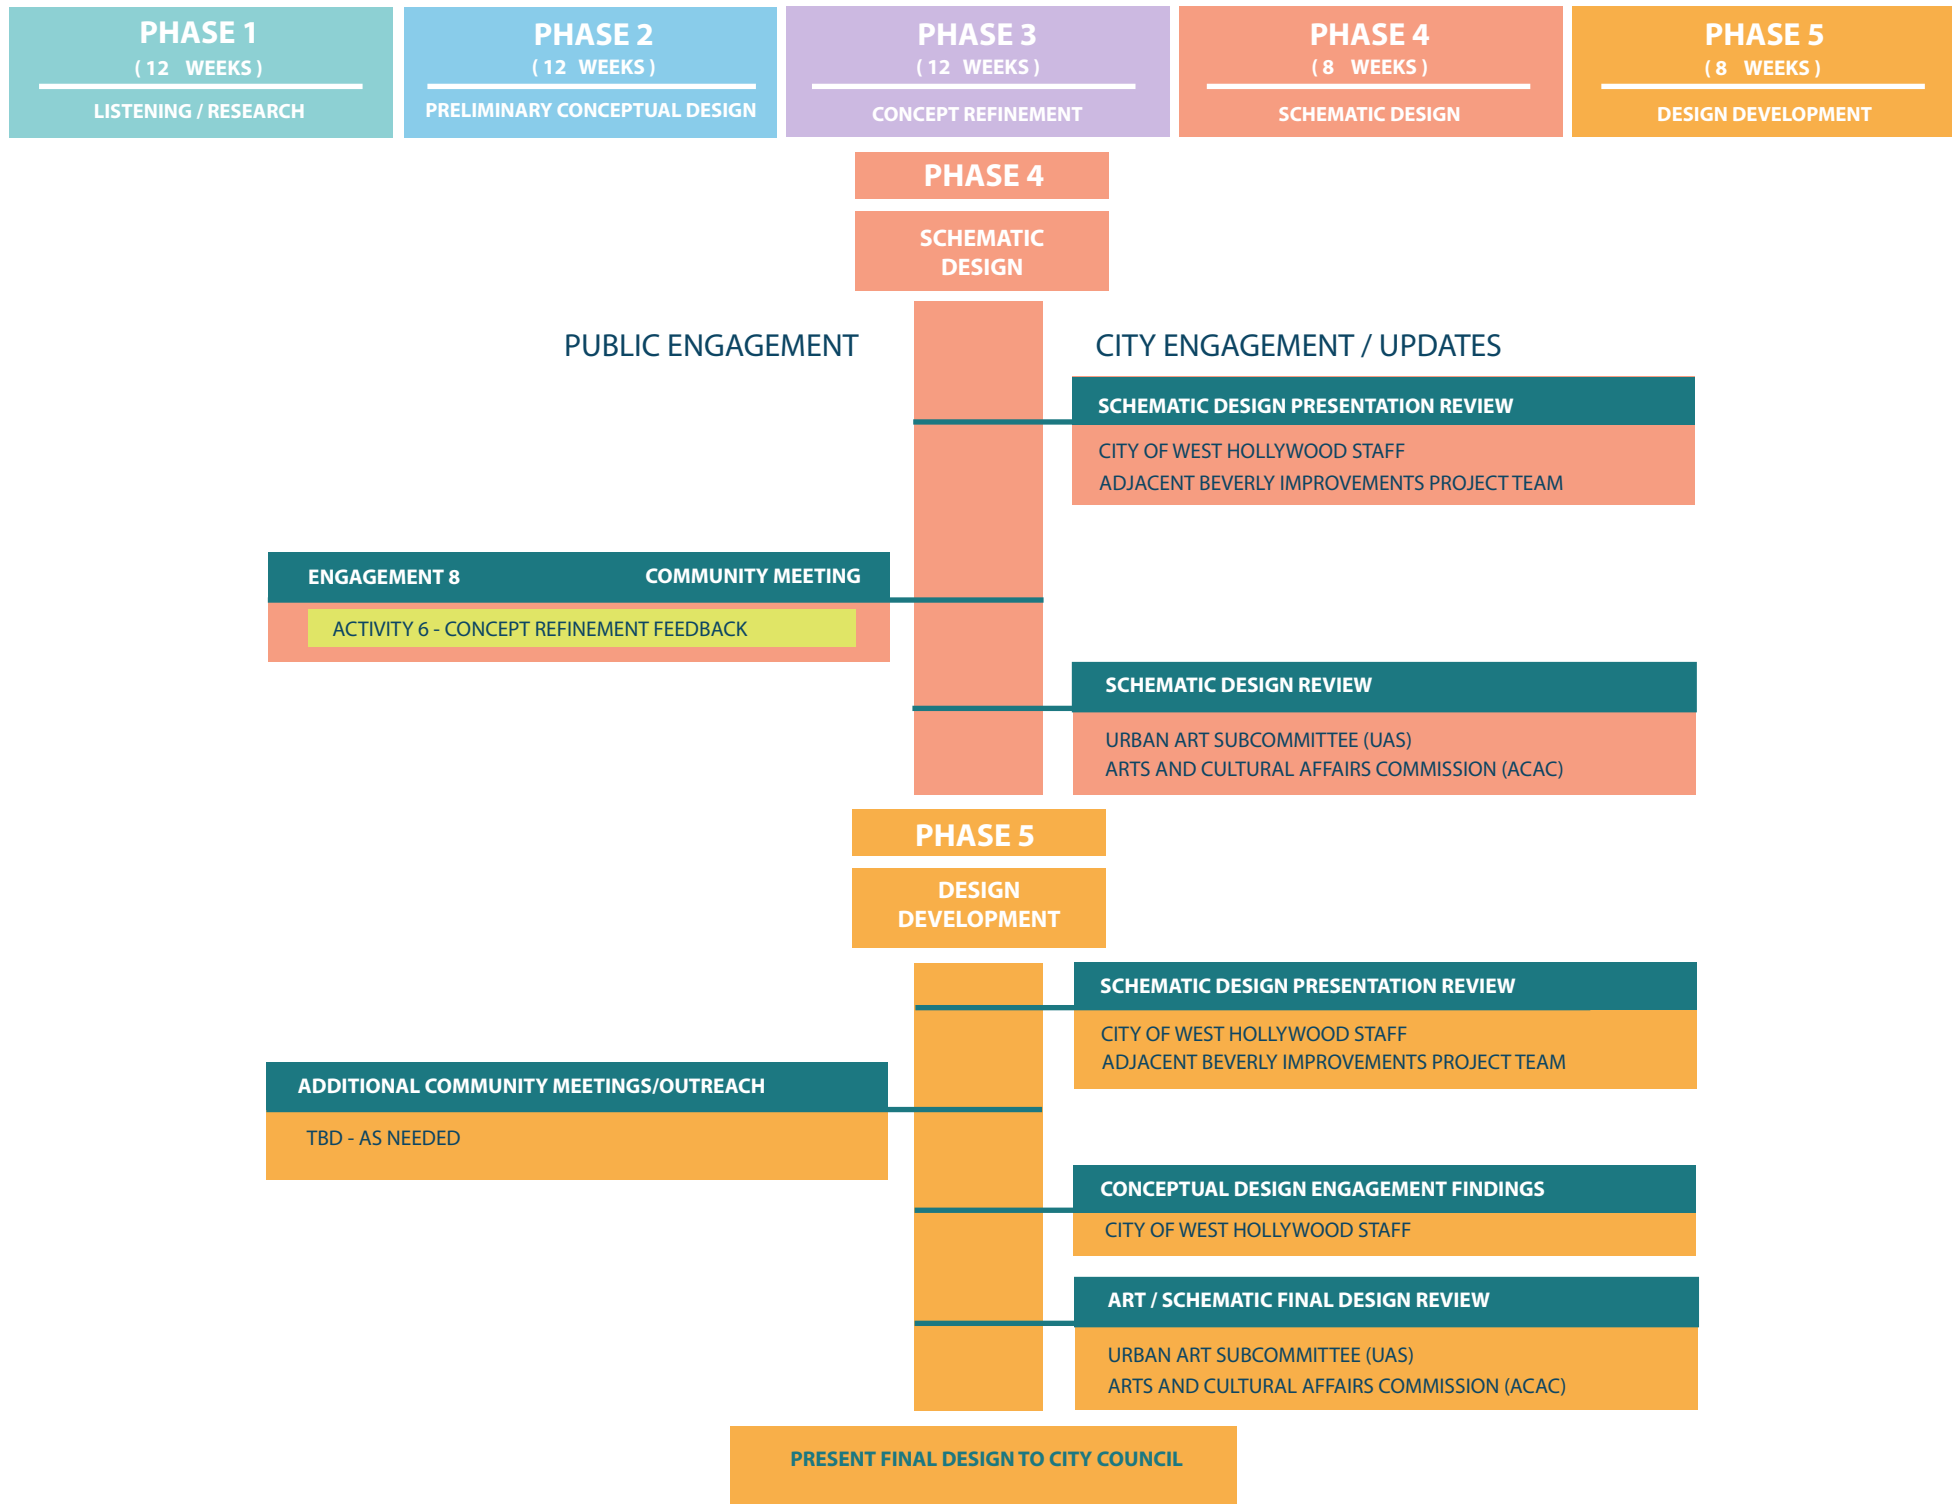 PHASE 1
( 12 WEEKS )
LISTENING / RESEARCH
PHASE 2
( 12 WEEKS )
PRELIMINARY CONCEPTUAL DESIGN
PHASE 3
( 12 WEEKS )
CONCEPT REFINEMENT
PHASE 4
( 8 WEEKS )
SCHEMATIC DESIGN
PHASE 5
( 8 WEEKS )
DESIGN DEVELOPMENT
PHASE 4
SCHEMATIC
DESIGN
PUBLIC ENGAGEMENT
CITY ENGAGEMENT / UPDATES
SCHEMATIC DESIGN PRESENTATION REVIEW
CITY OF WEST HOLLYWOOD STAFF
ADJACENT BEVERLY IMPROVEMENTS PROJECT TEAM
ENGAGEMENT 8 COMMUNITY MEETING
ACTIVITY 6 - CONCEPT REFINEMENT FEEDBACK
SCHEMATIC DESIGN REVIEW
URBAN ART SUBCOMMITTEE (UAS)
ARTS AND CULTURAL AFFAIRS COMMISSION (ACAC)
PHASE 5
DESIGN
DEVELOPMENT
SCHEMATIC DESIGN PRESENTATION REVIEW
CITY OF WEST HOLLYWOOD STAFF
ADJACENT BEVERLY IMPROVEMENTS PROJECT TEAM
ADDITIONAL COMMUNITY MEETINGS/OUTREACH
TBD - AS NEEDED
CONCEPTUAL DESIGN ENGAGEMENT FINDINGS
CITY OF WEST HOLLYWOOD STAFF
ART / SCHEMATIC FINAL DESIGN REVIEW
URBAN ART SUBCOMMITTEE (UAS)
ARTS AND CULTURAL AFFAIRS COMMISSION (ACAC)
PRESENT FINAL DESIGN TO CITY COUNCIL